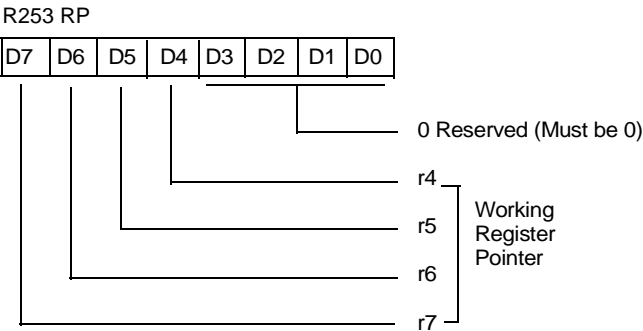 R253 RP
D7 D6 D5 D4 D3 D2 D1 D0
0 Reserved (Must be 0)
r4
r5
r6
r7
Working
Register
Pointer